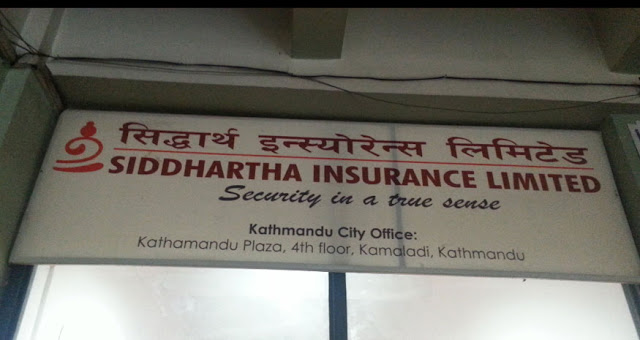 सिद्धार्थ इन्स्योरेन्स लिमिटेड
SIDDHARTHA INSURANCE LIMITED
Security in a true sense
Kathmandu City Office:
Kathamandu Plaza, 4th floor, Kamaladi, Kathmandu